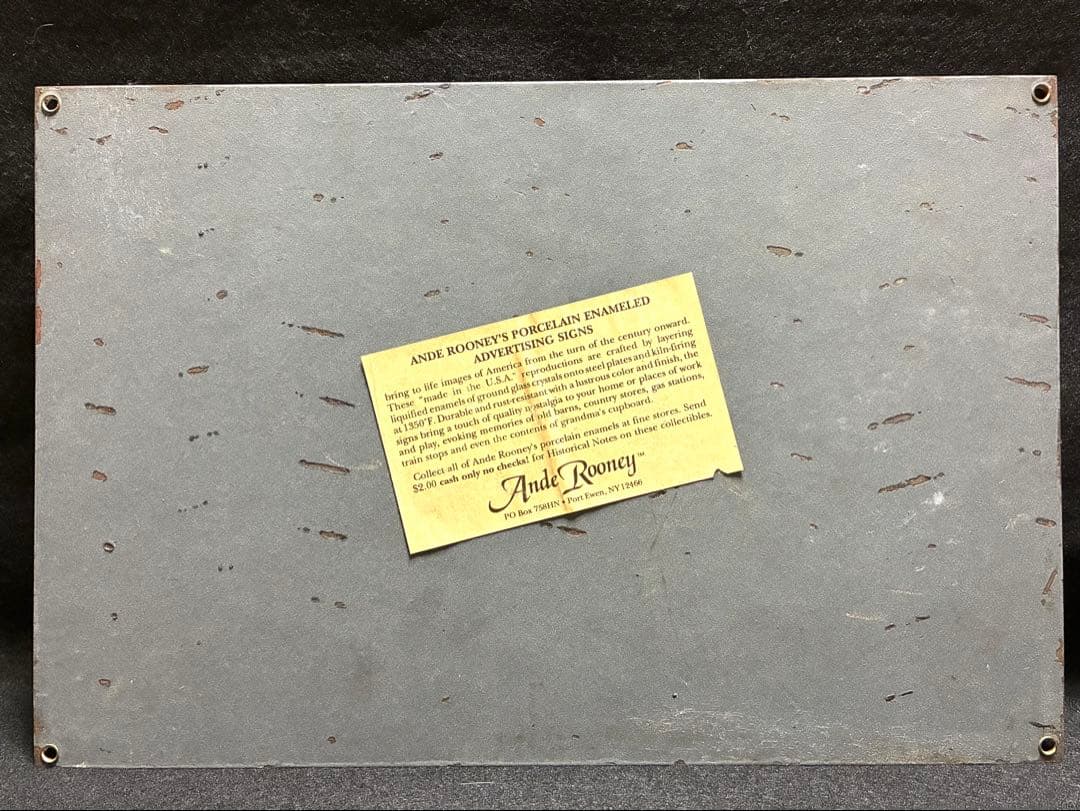 ANDE ROONEY'S PORCELAIN ENAMELED
ADVERTISING SIGNS
bring to life images of America from the turn of the century onward.
These "made in the U.S.A." reproductions are crafted by layering
liquified enamels of ground glass crystals onto steel plates and kiln-firing
at 1350°F. Durable and rust-resistant with a lustrous color and finish, the
signs bring a touch of quality nostalgia to your home or places of work
and play, evoking memories of old barns, country stores, gas stations,
train stops and even the contents of grandma's cupboard.
Collect all of Ande Rooney's porcelain enamels at fine stores. Send
$2.00 cash only no checks! for Historical Notes on these collectibles.
Ande Rooney™
PO Box 758HN • Port Ewen, NY 12466